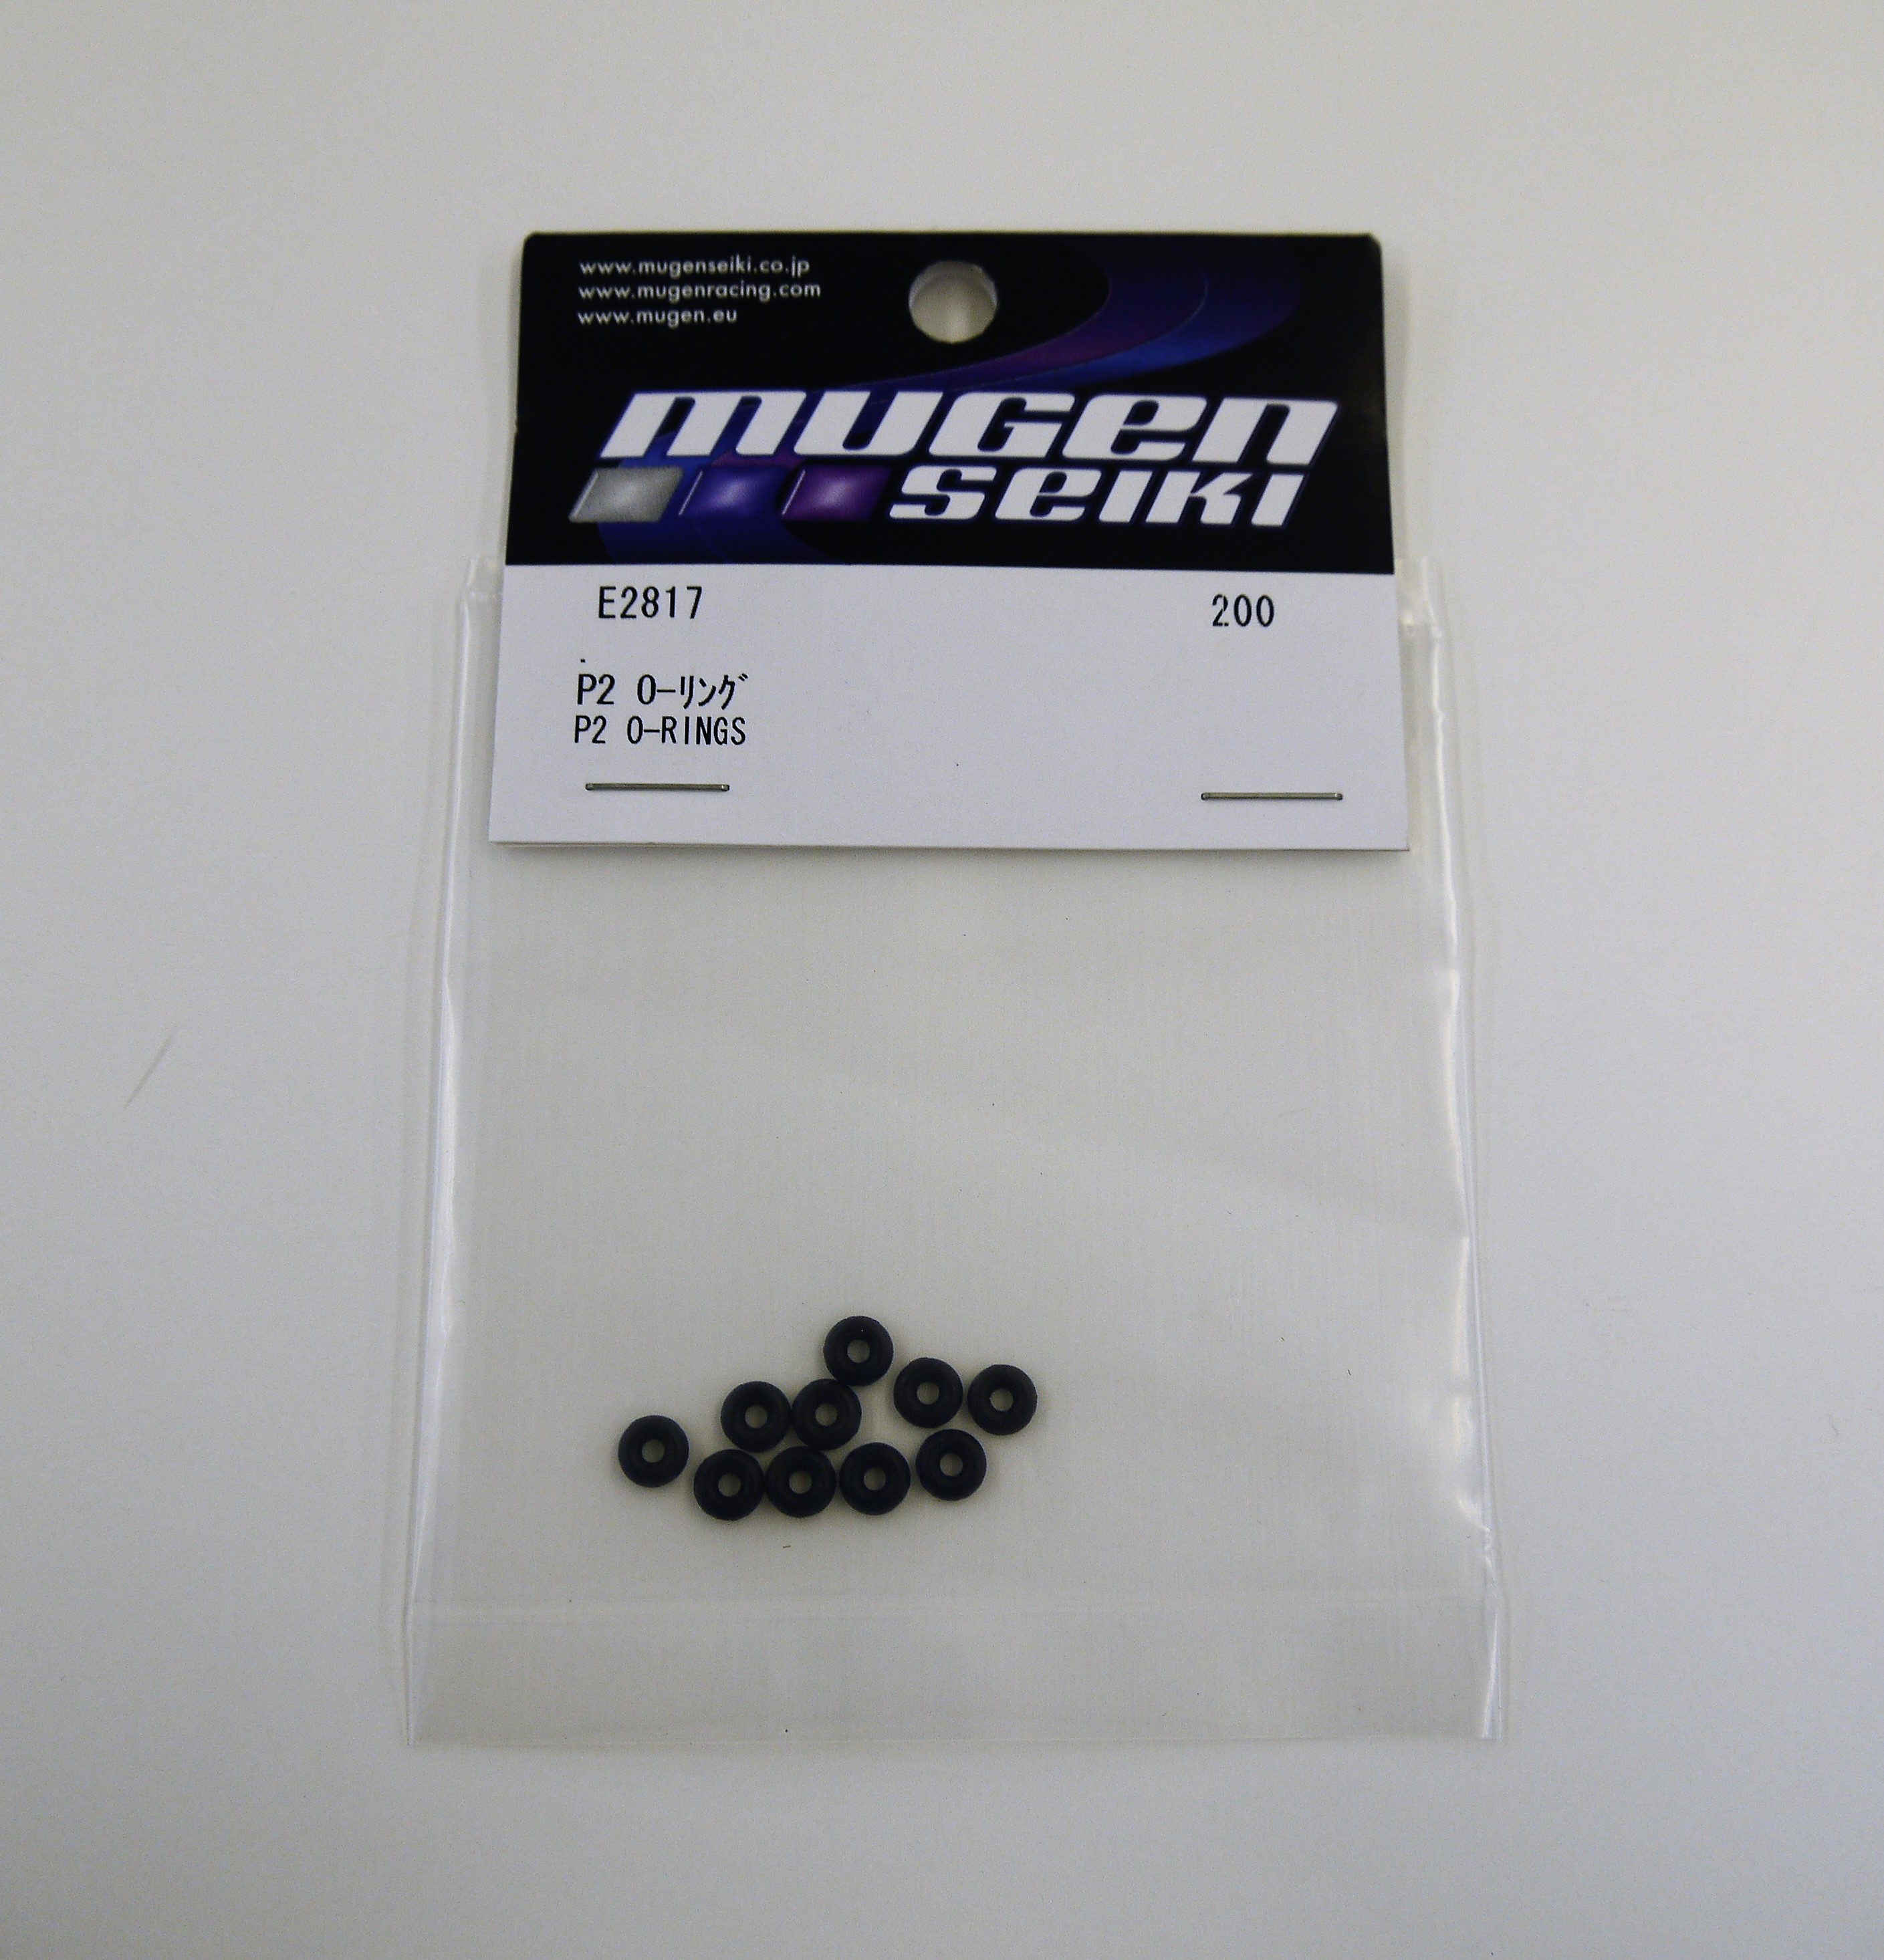 www.mugenseiki.co.jp
www.mugenracing.com
www.mugen.eu
mugen
seiki
E2817 200
P2 O-リング
P2 O-RINGS